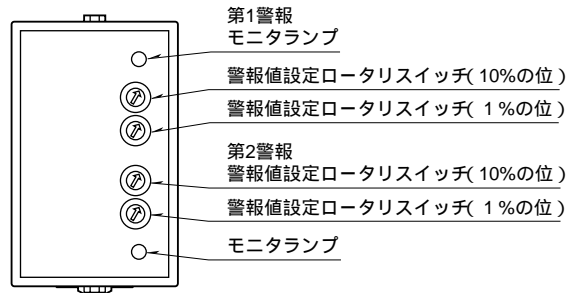 第1警報
モニタランプ
警報値設定ロータリスイッチ(10%の位)
警報値設定ロータリスイッチ( 1%の位)
第2警報
警報値設定ロータリスイッチ(10%の位)
警報値設定ロータリスイッチ( 1%の位)
モニタランプ